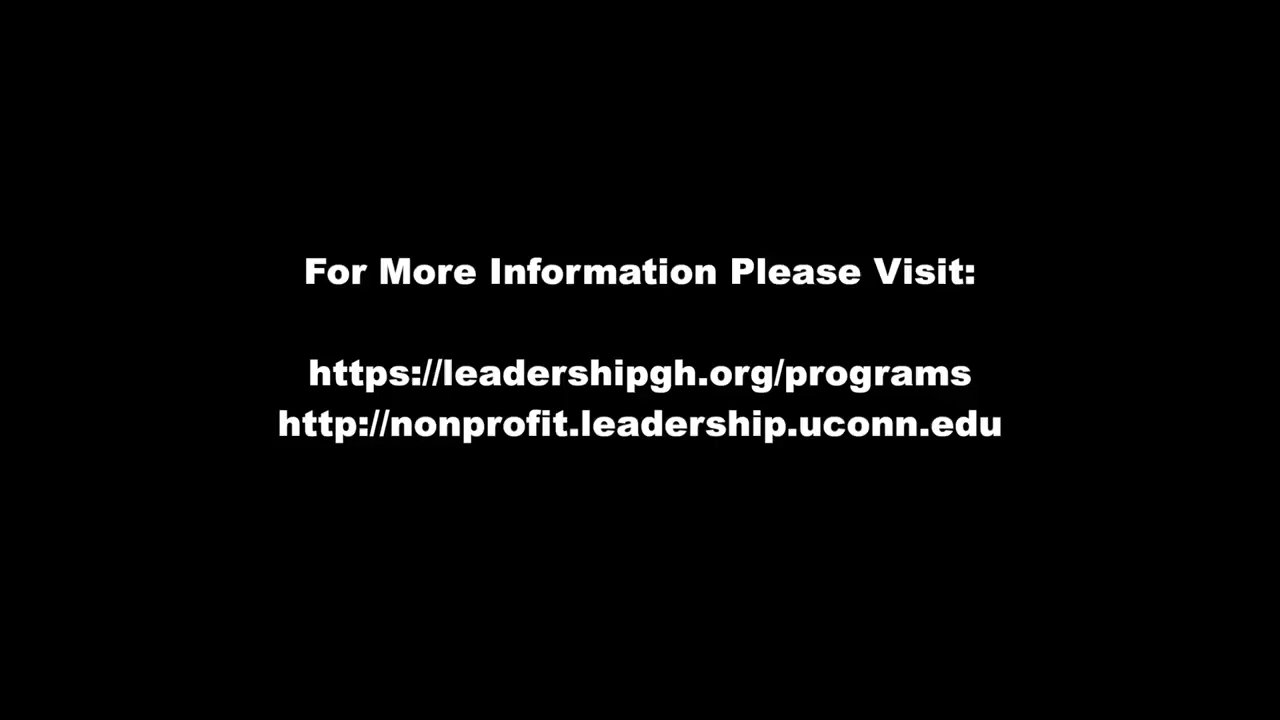 For More Information Please Visit:
https://leadershipgh.org/programs
http://nonprofit.leadership.uconn.edu